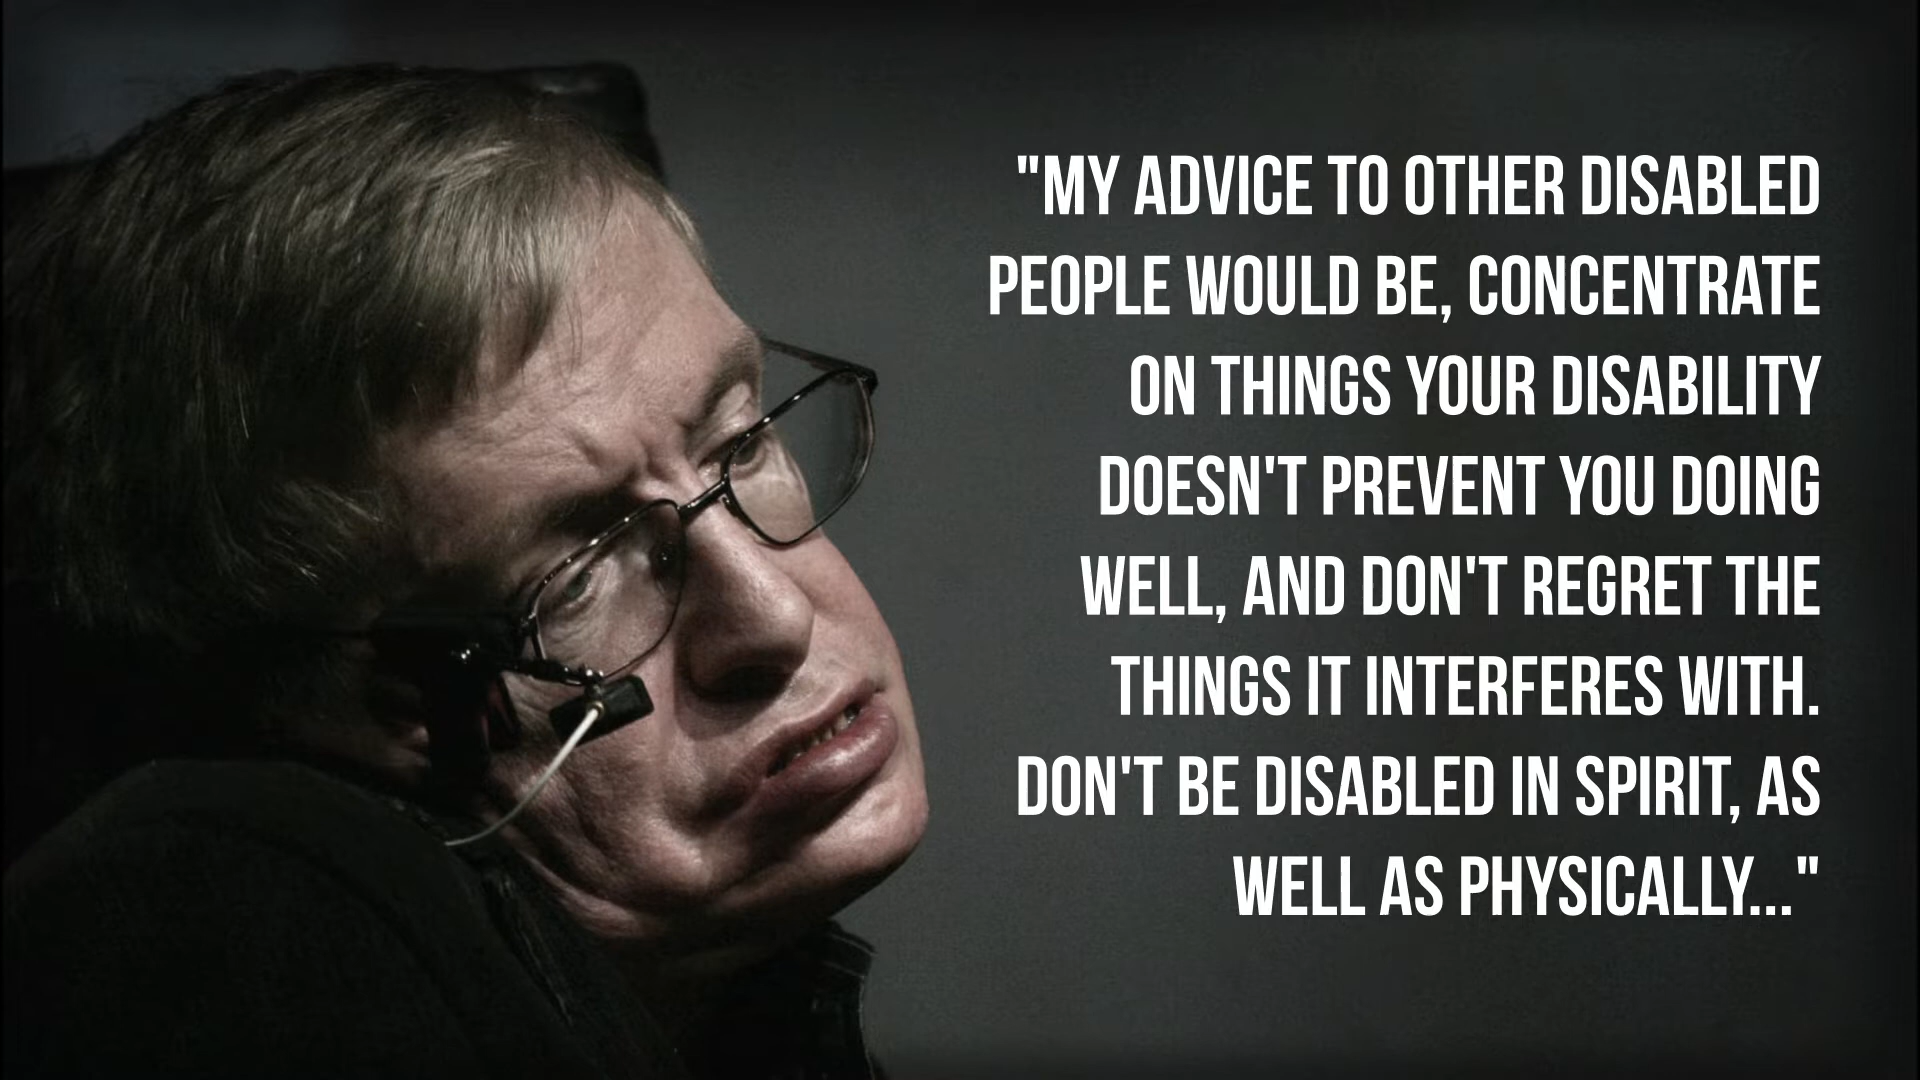 "MY ADVICE TO OTHER DISABLED
PEOPLE WOULD BE, CONCENTRATE
ON THINGS YOUR DISABILITY
DOESN'T PREVENT YOU DOING
WELL, AND DON'T REGRET THE
THINGS IT INTERFERES WITH.
DON'T BE DISABLED IN SPIRIT, AS
WELL AS PHYSICALLY..."